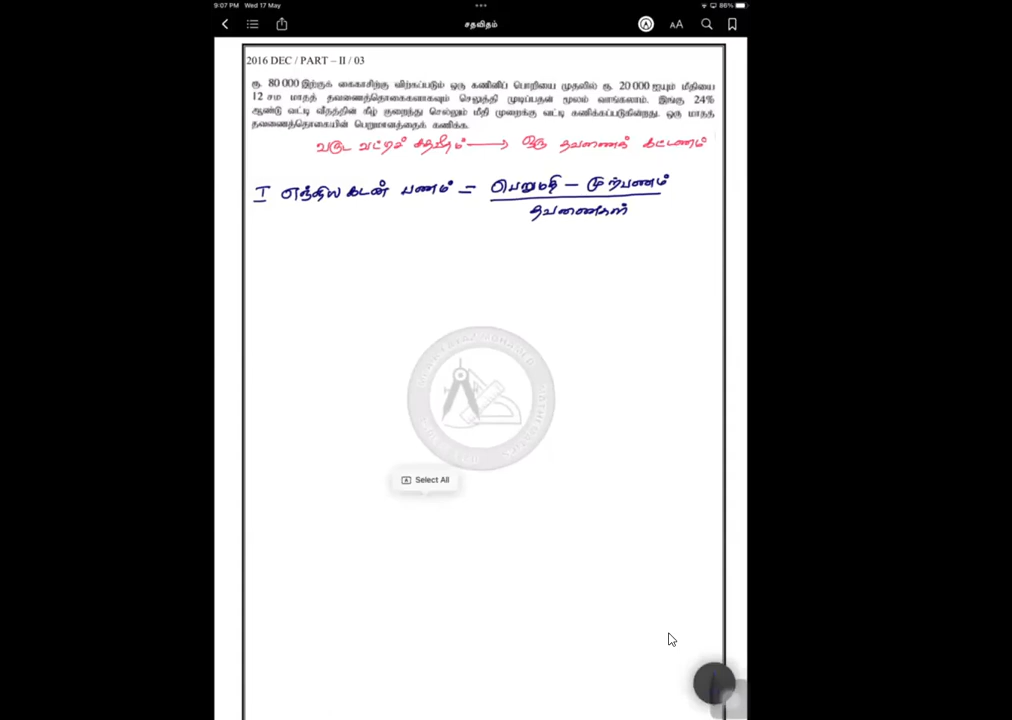 9:07 PM Wed 17 May
86%
சதவிதம்
AA
2016 DEC / PART – II / 03
ரூ. 80 000 இற்குக் கைகாசிற்கு விற்கப்படும் ஒரு கணினிப் பொறியை முதலில் ரூ. 20 000 ஐயும் மீதியை
12 சம மாதத் தவணைத்தொகைகளாகவும் செலுத்தி முடிப்பதன் மூலம் வாங்கலாம். இங்கு 24%
ஆண்டு வட்டி வீதத்தின் கீழ் குறைந்து செல்லும் மீதி முறைக்கு வட்டி கணிக்கப்படுகின்றது. ஒரு மாதத்
தவணைத்தொகையின் பெறுமானத்தைக் கணிக்க.
வருட வட்டிச் சதவீதம் → ஒரு தவணைக் கட்டணம்
I எந்திய கடன் பணம் = பெறுமதி – முற்பணம்
தவணைகள்
Select All